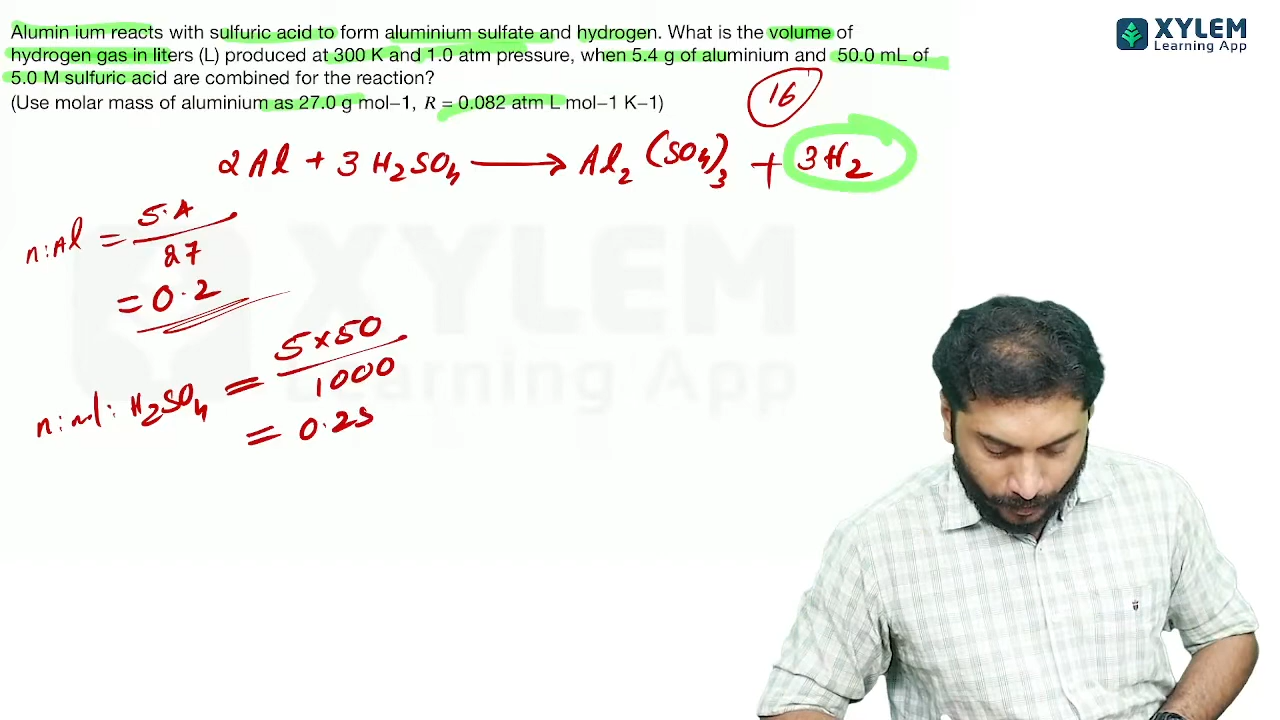 Alumin ium reacts with sulfuric acid to form aluminium sulfate and hydrogen. What is the volume of
hydrogen gas in liters (L) produced at 300 K and 1.0 atm pressure, when 5.4 g of aluminium and 50.0 mL of
5.0 M sulfuric acid are combined for the reaction?
(Use molar mass of aluminium as 27.0 g mol–1, R = 0.082 atm L mol–1 K–1)
XYLEM
Learning App
16
2Al + 3H₂SO₄ ⟶ Al₂(SO₄)₃ + 3H₂
n:Al = 5.4
27
= 0.2
n:ml: H₂SO₄ = 5×50
1000
= 0.25
XYLEM
Learning App